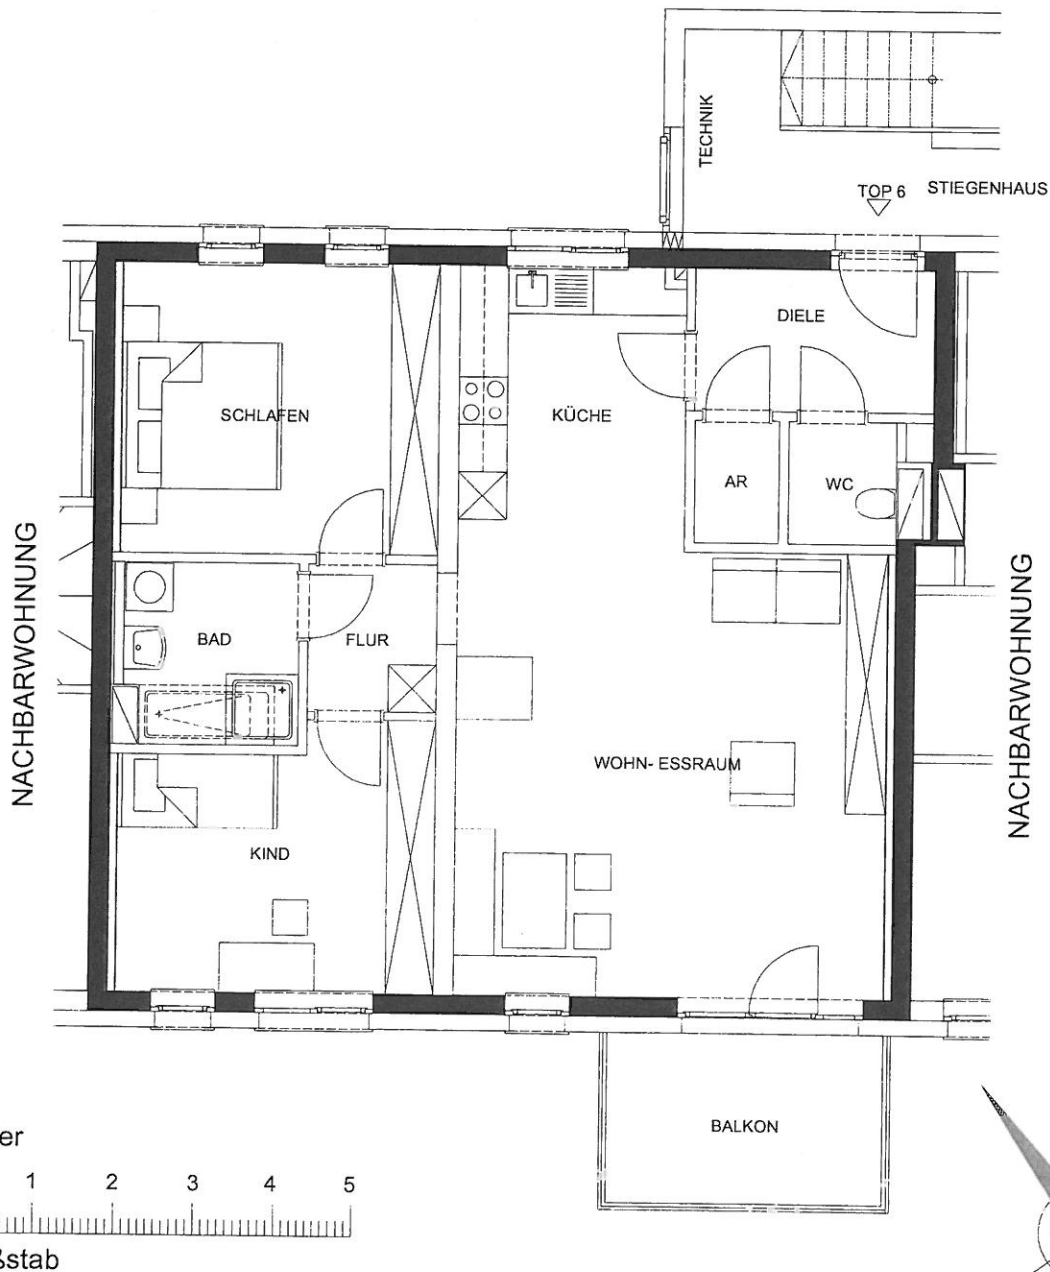 TECHNIK
TOP 6
STIEGENHAUS
DIELE
SCHLAFEN
KÜCHE
AR
WC
NACHBARWOHNUNG
NACHBARWOHNUNG
BAD
FLUR
WOHN- ESSRAUM
KIND
BALKON
er
1 2 3 4 5
ßstab